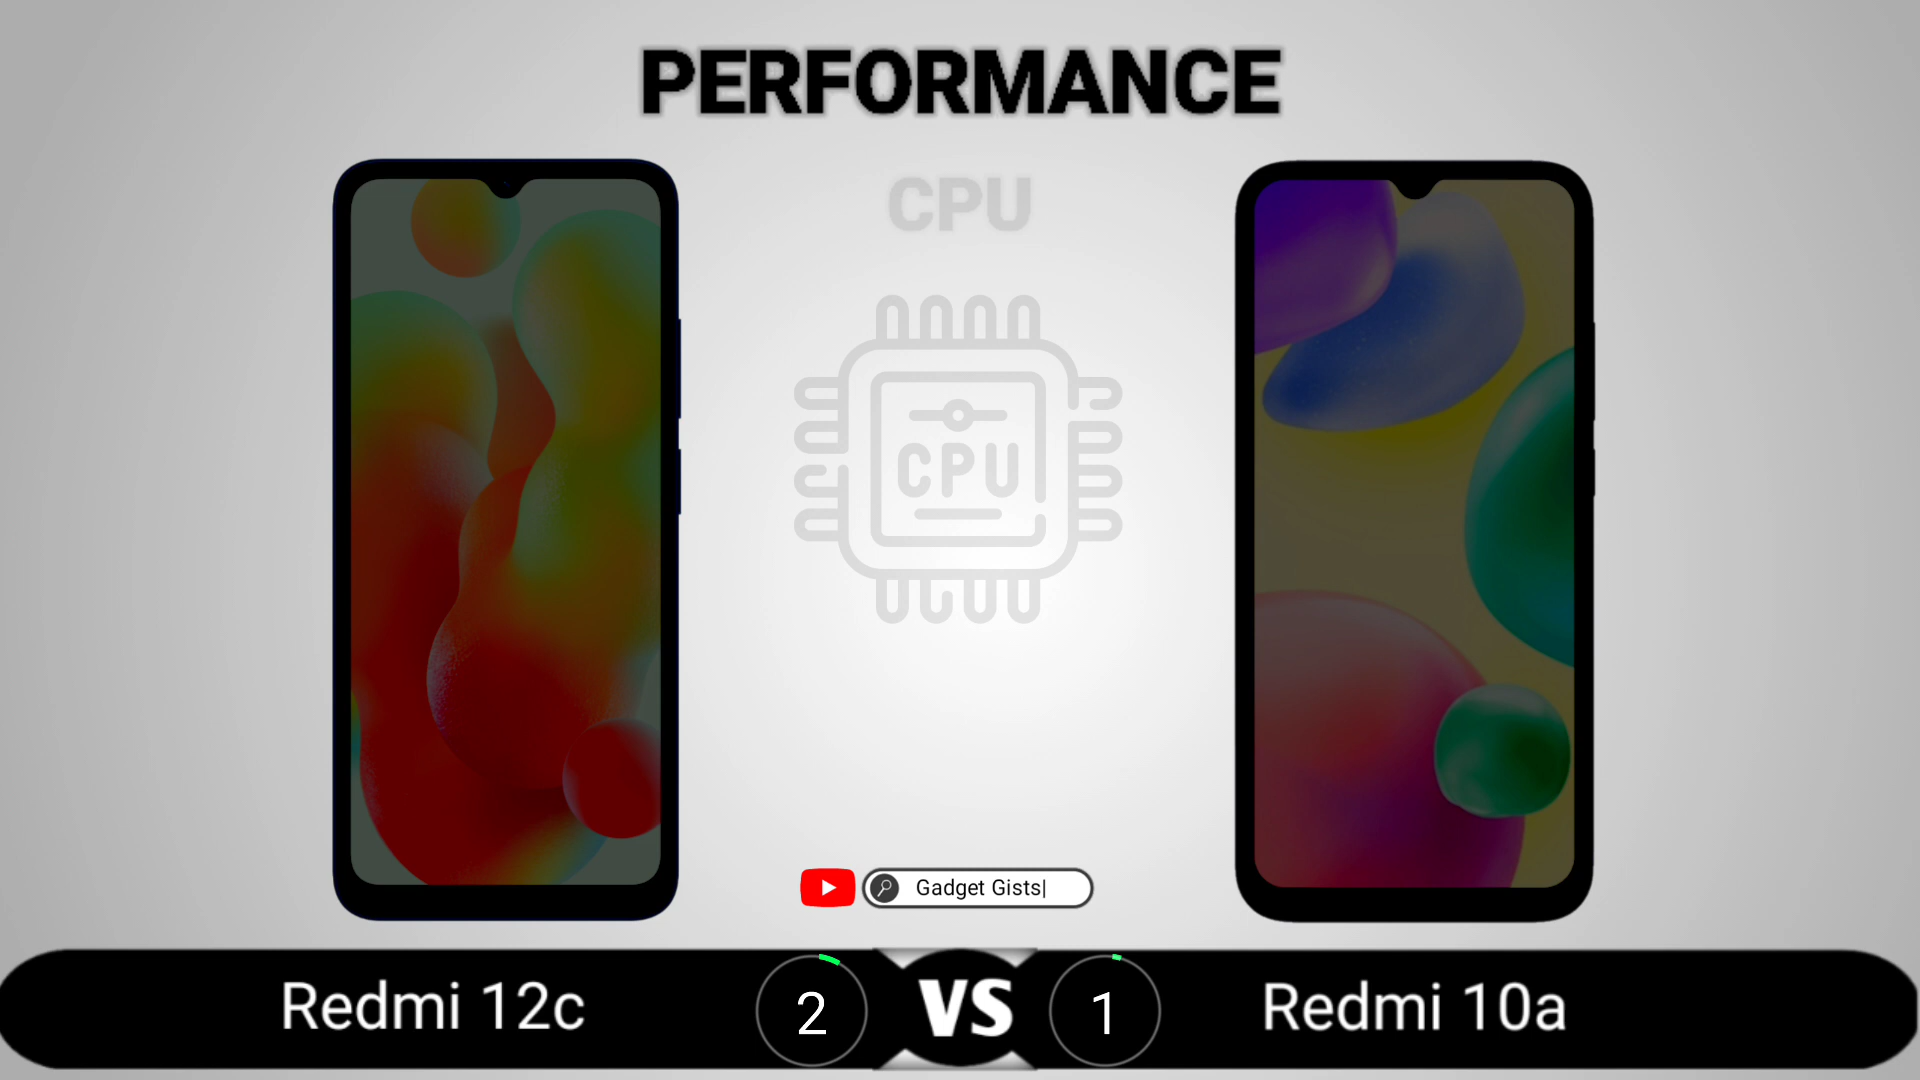 PERFORMANCE
CPU
CPU
Gadget Gists|
Redmi 12c
2
VS
1
Redmi 10a